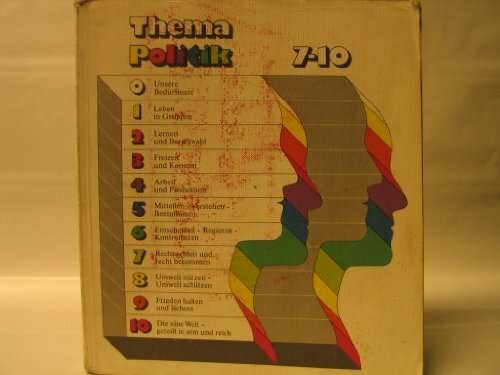 Thema
Politik 7-10
0 Unsere
Bedürfnisse
1 Leben
in Gruppen
2 Lernen
und Berufswahl
3 Freizeit
und Konsum
4 Arbeit
und Produktion
5 Mitteilen - Verstehen -
Beeinflussen
6 Entscheiden - Regieren -
Kontrollieren
7 Recht haben und
recht bekommen
8 Umwelt nützen -
Umwelt schützen
9 Frieden halten
und sichern
10 Die eine Welt -
geteilt in arm und reich